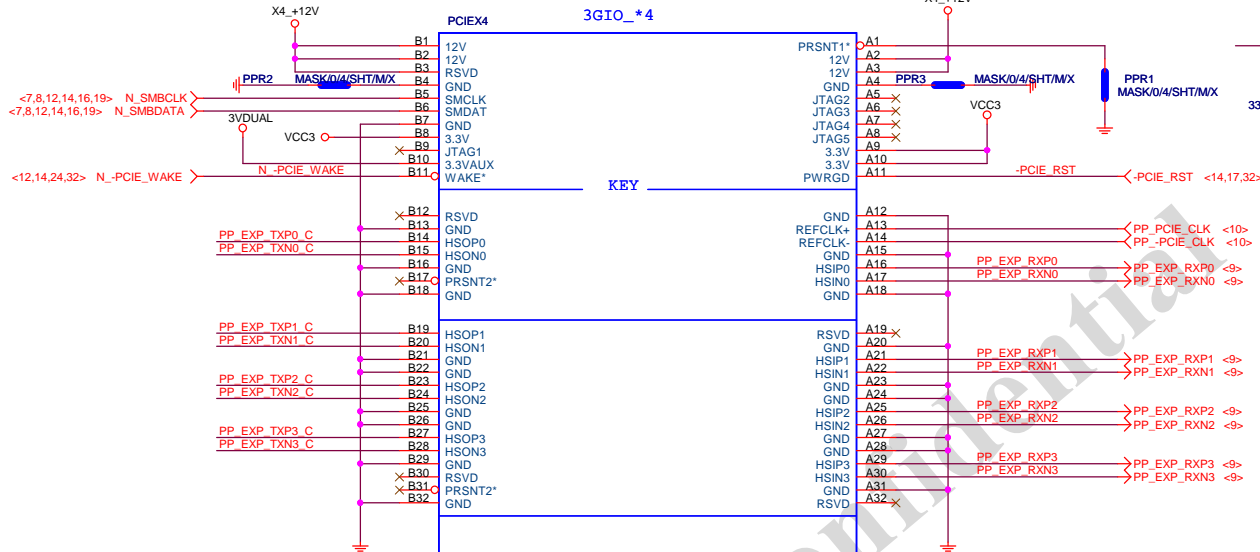 X4_+12V
3GIO_*4
PCIEX4
B1 12V
B2 12V
B3 RSVD
PPR2 MASK/0/4/SHT/M/X B4 GND
<7,8,12,14,16,19> N_SMBCLK B5 SMCLK
<7,8,12,14,16,19> N_SMBDATA B6 SMDAT
3VDUAL B7 GND
VCC3 B8 3.3V
B9 JTAG1
B10 3.3VAUX
<12,14,24,32> N_-PCIE_WAKE N_-PCIE_WAKE B11 WAKE*
KEY
B12 RSVD
B13 GND
PP_EXP_TXP0_C B14 HSOP0
PP_EXP_TXN0_C B15 HSON0
B16 GND
B17 PRSNT2*
B18 GND
PP_EXP_TXP1_C B19 HSOP1
PP_EXP_TXN1_C B20 HSON1
B21 GND
B22 GND
PP_EXP_TXP2_C B23 HSOP2
PP_EXP_TXN2_C B24 HSON2
B25 GND
B26 GND
PP_EXP_TXP3_C B27 HSOP3
PP_EXP_TXN3_C B28 HSON3
B29 GND
B30 RSVD
B31 PRSNT2*
B32 GND
PRSNT1* A1
12V A2
12V A3
GND A4 PPR3 MASK/0/4/SHT/M/X
PPR1
MASK/0/4/SHT/M/X
JTAG2 A5
JTAG3 A6
VCC3
33
JTAG4 A7
JTAG5 A8
3.3V A9
3.3V A10
PWRGD A11 -PCIE_RST -PCIE_RST <14,17,32>
GND A12
REFCLK+ A13 PP_PCIE_CLK <10>
REFCLK- A14 PP_-PCIE_CLK <10>
GND A15
HSIP0 A16 PP_EXP_RXP0 PP_EXP_RXP0 <9>
HSIN0 A17 PP_EXP_RXN0 PP_EXP_RXN0 <9>
GND A18
RSVD A19
GND A20
HSIP1 A21 PP_EXP_RXP1 PP_EXP_RXP1 <9>
HSIN1 A22 PP_EXP_RXN1 PP_EXP_RXN1 <9>
GND A23
GND A24
HSIP2 A25 PP_EXP_RXP2 PP_EXP_RXP2 <9>
HSIN2 A26 PP_EXP_RXN2 PP_EXP_RXN2 <9>
GND A27
GND A28
HSIP3 A29 PP_EXP_RXP3 PP_EXP_RXP3 <9>
HSIN3 A30 PP_EXP_RXN3 PP_EXP_RXN3 <9>
GND A31
RSVD A32
nfidential